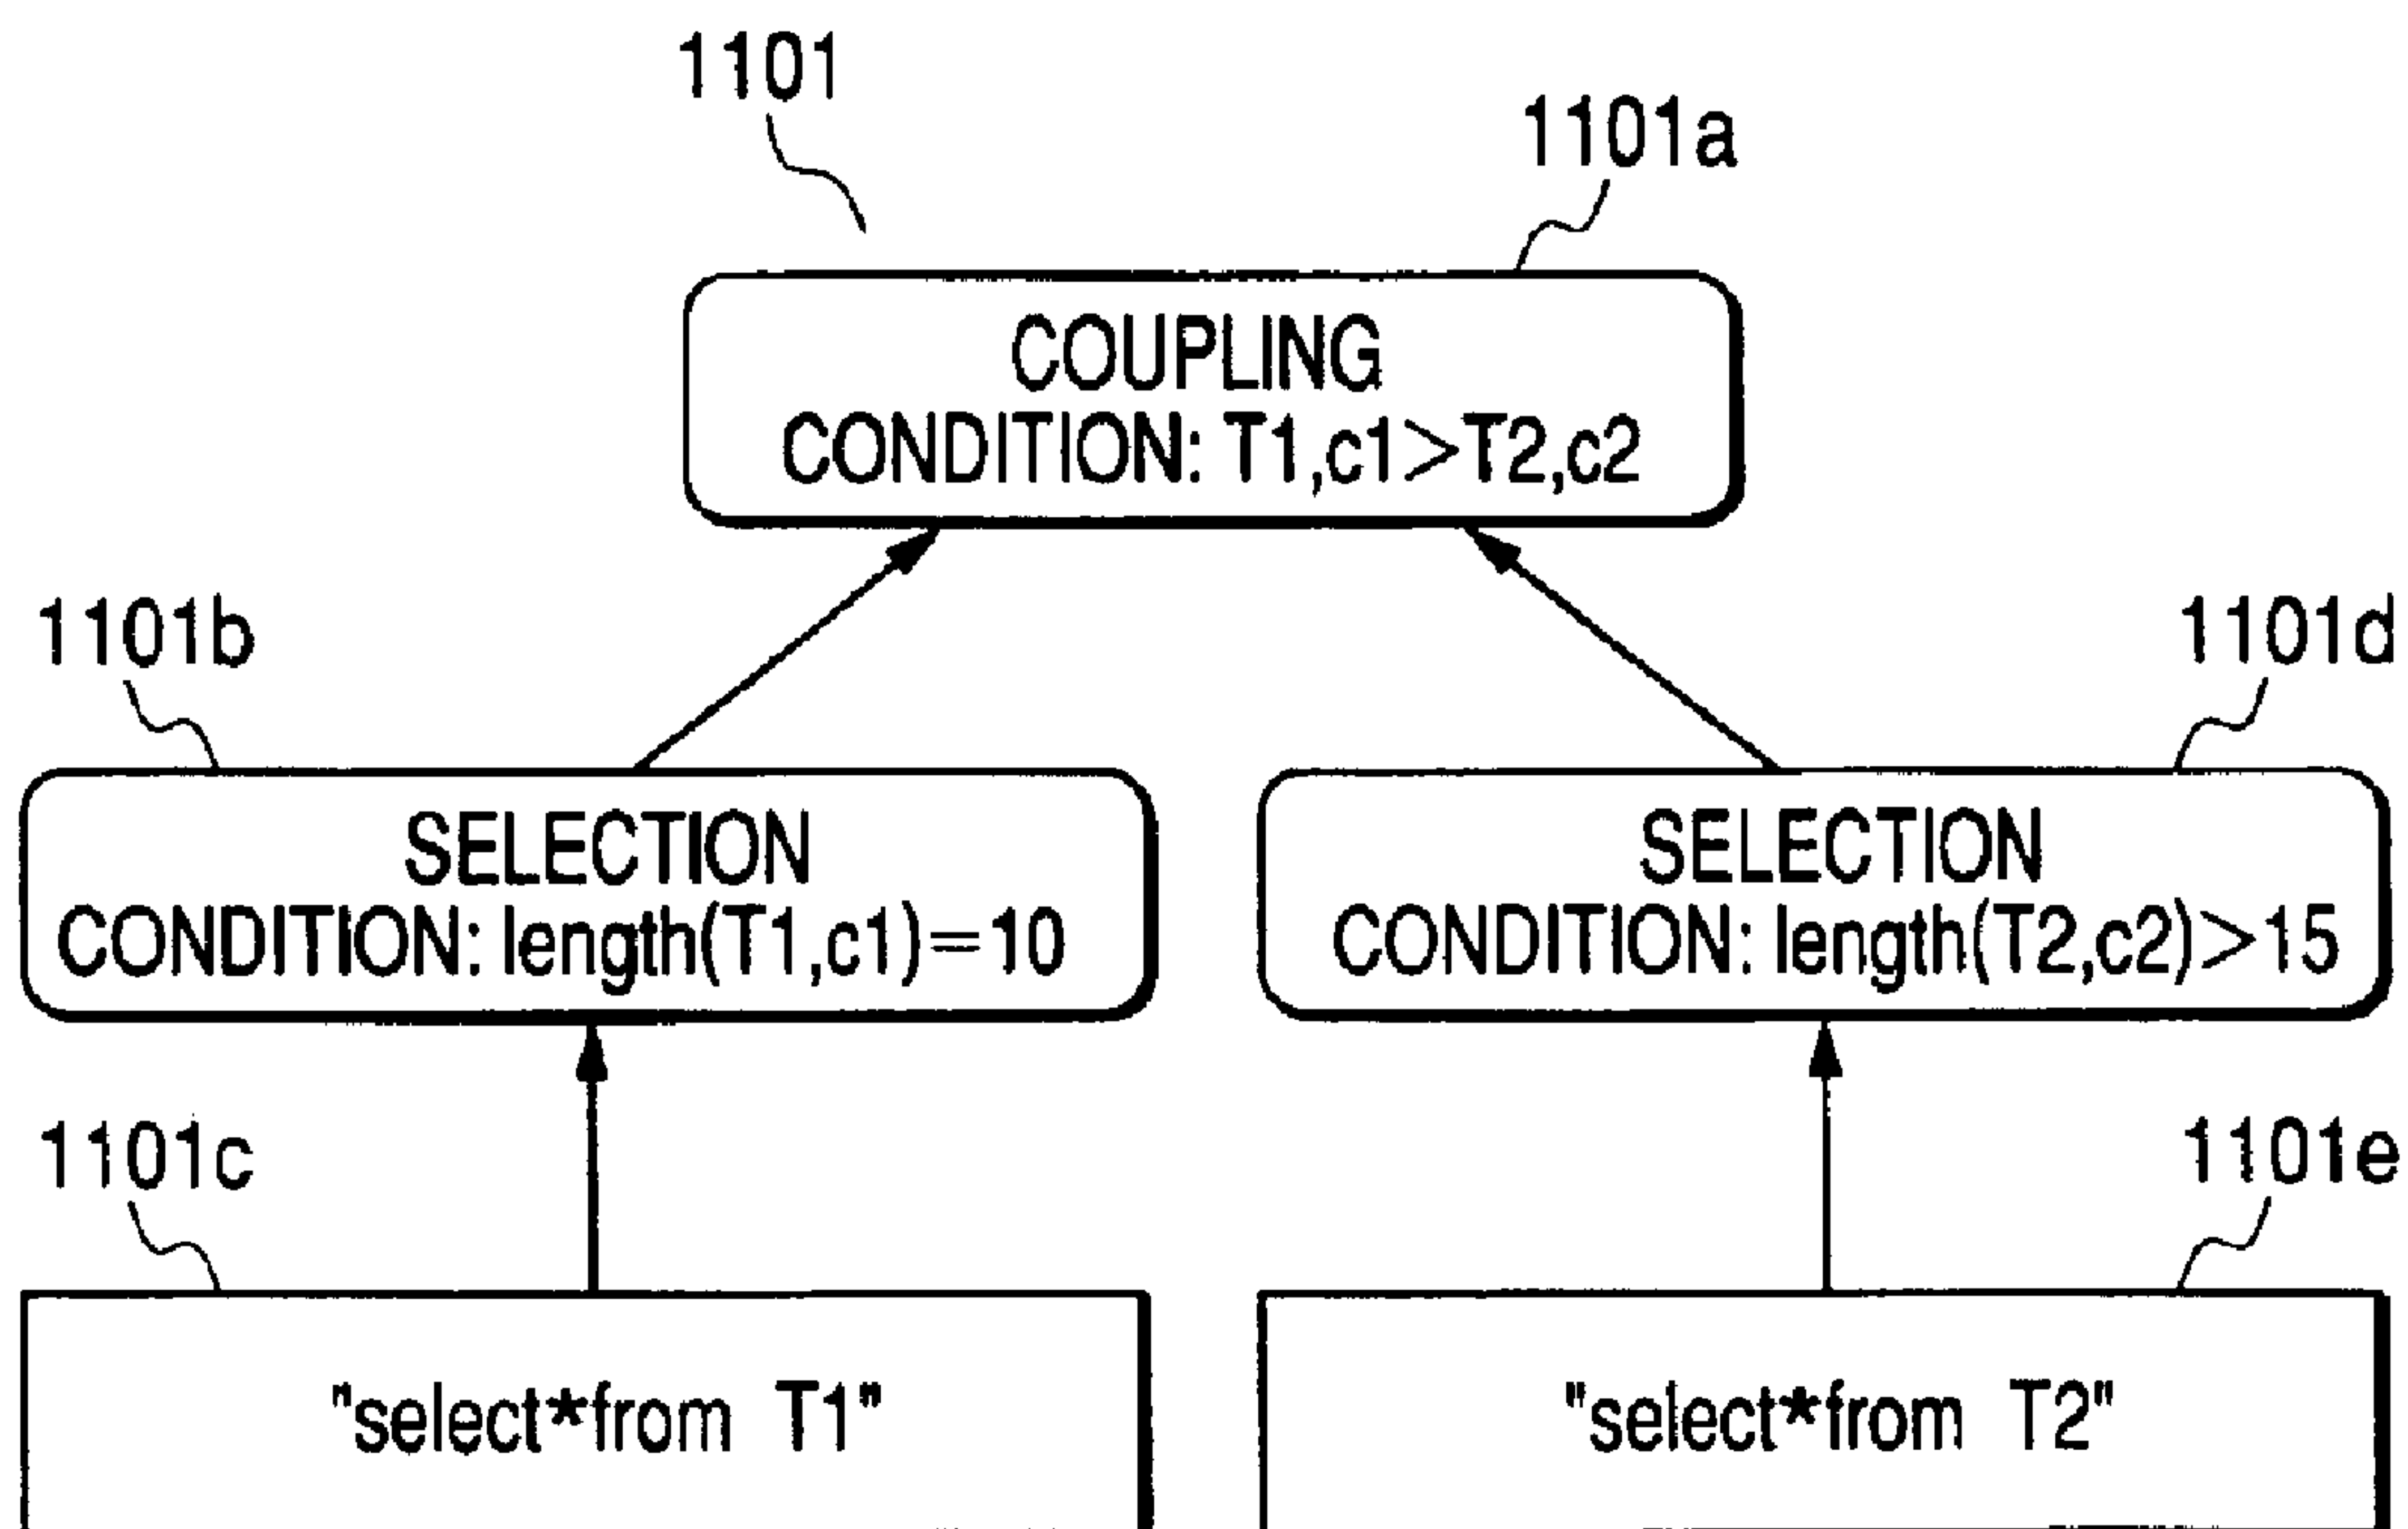 1101
1101a
COUPLING
CONDITION: T1,c1>T2,c2
1101b
1101d
SELECTION
CONDITION: length(T1,c1)=10
SELECTION
CONDITION: length(T2,c2)>15
1101c
1101e
"select*from T1"
"select*from T2"